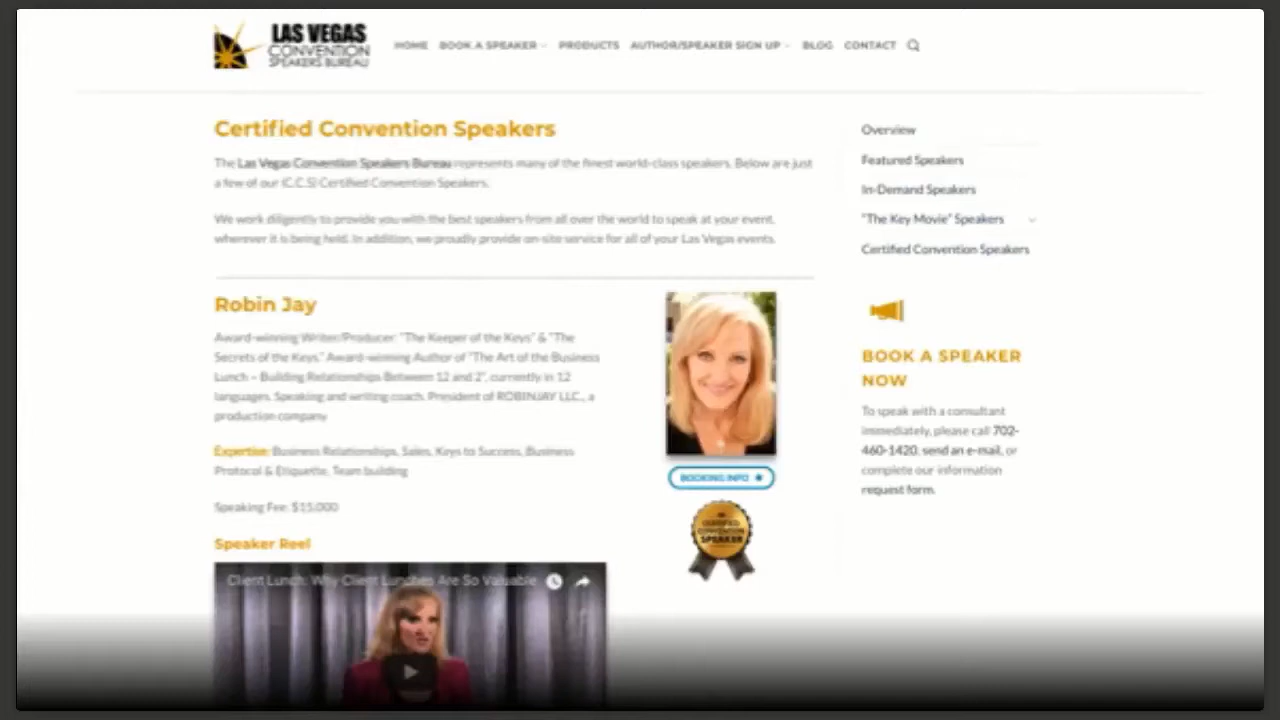 LAS VEGAS
CONVENTION
SPEAKERS BUREAU
HOME BOOK A SPEAKER PRODUCTS AUTHOR/SPEAKER SIGN UP BLOG CONTACT
Certified Convention Speakers
The Las Vegas Convention Speakers Bureau represents many of the finest world-class speakers. Below are just
a few of our (C.C.S) Certified Convention Speakers.
We work diligently to provide you with the best speakers from all over the world to speak at your event,
wherever it is being held. In addition, we proudly provide on-site service for all of your Las Vegas events.
Robin Jay
Award-winning Writer/Producer: "The Keeper of the Keys" & "The
Secrets of the Keys." Award-winning Author of "The Art of the Business
Lunch – Building Relationships Between 12 and 2", currently in 12
languages. Speaking and writing coach. President of ROBINJAY LLC., a
production company
Expertise: Business Relationships, Sales, Keys to Success, Business
Protocol & Etiquette, Team building
Speaking Fee: $15,000
Speaker Reel
Client Lunch: Why Client Lunches Are So Valuable
BOOKING INFO
CERTIFIED
CONVENTION
SPEAKER
Overview
Featured Speakers
In-Demand Speakers
"The Key Movie" Speakers
Certified Convention Speakers
BOOK A SPEAKER
NOW
To speak with a consultant
immediately, please call 702-
460-1420, send an e-mail, or
complete our information
request form.